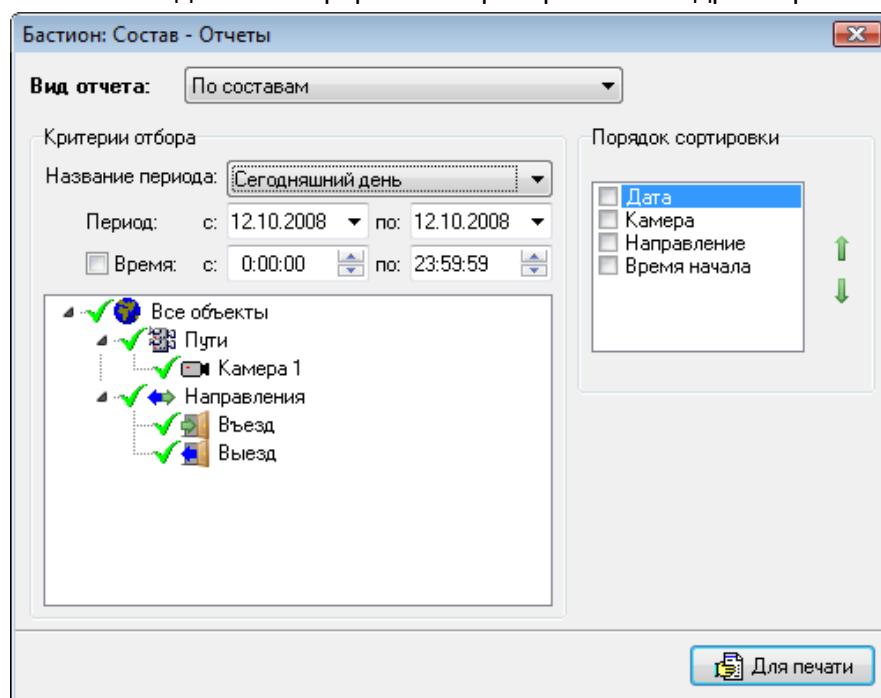 Бастион: Состав - Отчеты
Вид отчета: По составам
Критерии отбора
Название периода: Сегодняшний день
Период: с: 12.10.2008 по: 12.10.2008
Время: с: 0:00:00 по: 23:59:59
Все объекты
Пути
Камера 1
Направления
Въезд
Выезд
Порядок сортировки
Дата
Камера
Направление
Время начала
Для печати